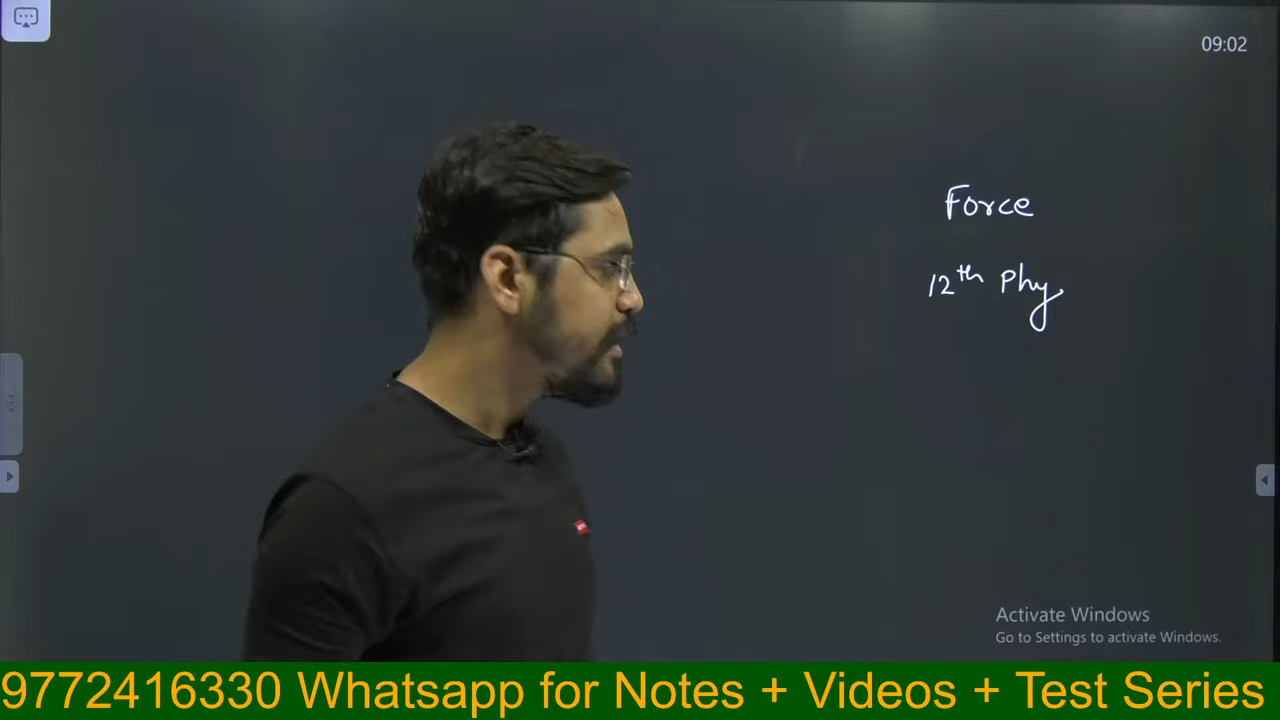 09:02
Force
12th Phy
Activate Windows
Go to Settings to activate Windows.
9772416330 Whatsapp for Notes + Videos + Test Series